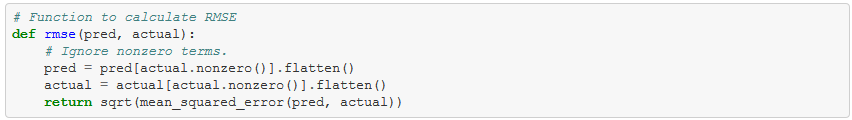 # Function to calculate RMSE
def rmse(pred, actual):
    # Ignore nonzero terms.
    pred = pred[actual.nonzero()].flatten()
    actual = actual[actual.nonzero()].flatten()
    return sqrt(mean_squared_error(pred, actual))